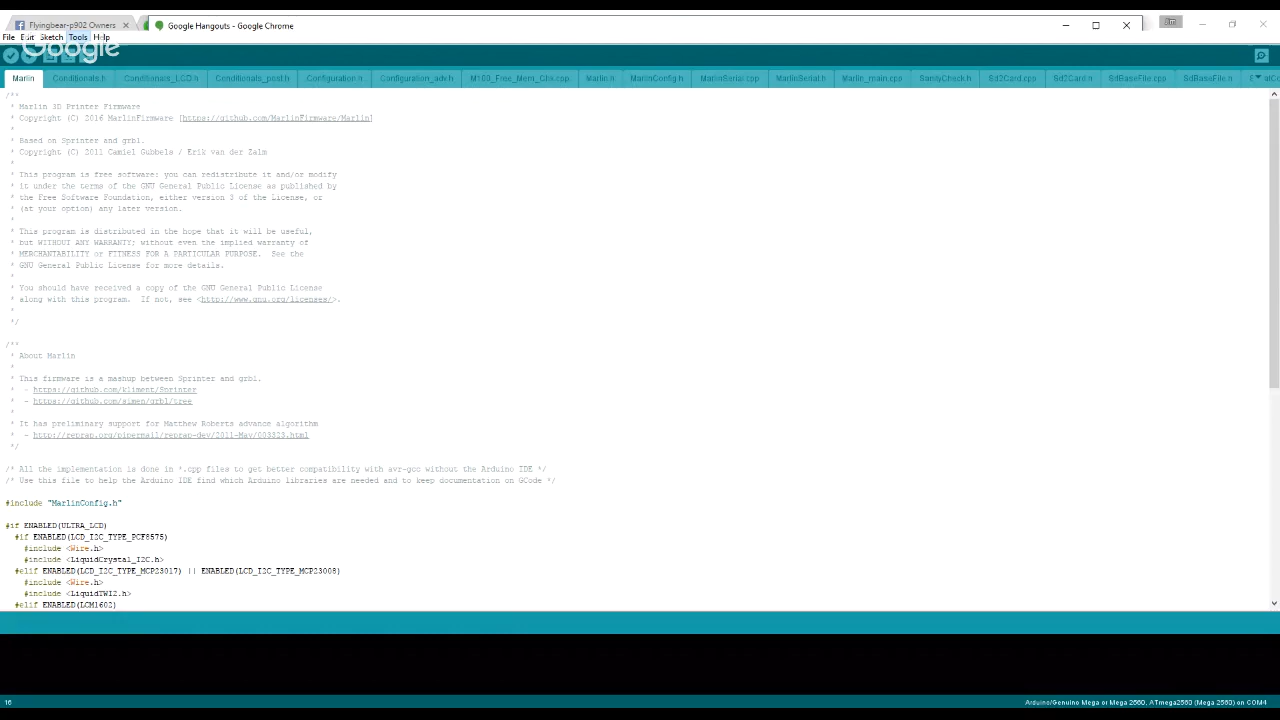 Flyingbear-p902 Owners
Google Hangouts - Google Chrome
Jim
File Edit Sketch Tools Help
Google
Marlin Conditionals.h Conditionals_LCD.h Conditionals_post.h Configuration.h Configuration_adv.h M100_Free_Mem_Chk.cpp Marlin.h MarlinConfig.h MarlinSerial.cpp MarlinSerial.h Marlin_main.cpp SanityCheck.h Sd2Card.cpp Sd2Card.h SdBaseFile.cpp SdBaseFile.h
/**
* Marlin 3D Printer Firmware
* Copyright (C) 2016 MarlinFirmware [https://github.com/MarlinFirmware/Marlin]
*
* Based on Sprinter and grbl.
* Copyright (C) 2011 Camiel Gubbels / Erik van der Zalm
*
* This program is free software: you can redistribute it and/or modify
* it under the terms of the GNU General Public License as published by
* the Free Software Foundation, either version 3 of the License, or
* (at your option) any later version.
*
* This program is distributed in the hope that it will be useful,
* but WITHOUT ANY WARRANTY; without even the implied warranty of
* MERCHANTABILITY or FITNESS FOR A PARTICULAR PURPOSE.  See the
* GNU General Public License for more details.
*
* You should have received a copy of the GNU General Public License
* along with this program.  If not, see <http://www.gnu.org/licenses/>.
*
*/
/**
* About Marlin
*
* This firmware is a mashup between Sprinter and grbl.
*  - https://github.com/kliment/Sprinter
*  - https://github.com/simen/grbl/tree
*
* It has preliminary support for Matthew Roberts advance algorithm
*  - http://reprap.org/pipermail/reprap-dev/2011-May/003323.html
*/
/* All the implementation is done in *.cpp files to get better compatibility with avr-gcc without the Arduino IDE */
/* Use this file to help the Arduino IDE find which Arduino libraries are needed and to keep documentation on GCode */
#include "MarlinConfig.h"
#if ENABLED(ULTRA_LCD)
#if ENABLED(LCD_I2C_TYPE_PCF8575)
#include <Wire.h>
#include <LiquidCrystal_I2C.h>
#elif ENABLED(LCD_I2C_TYPE_MCP23017) || ENABLED(LCD_I2C_TYPE_MCP23008)
#include <Wire.h>
#include <LiquidTWI2.h>
#elif ENABLED(LCM1602)
16
Arduino/Genuino Mega or Mega 2560, ATmega2560 (Mega 2560) on COM4